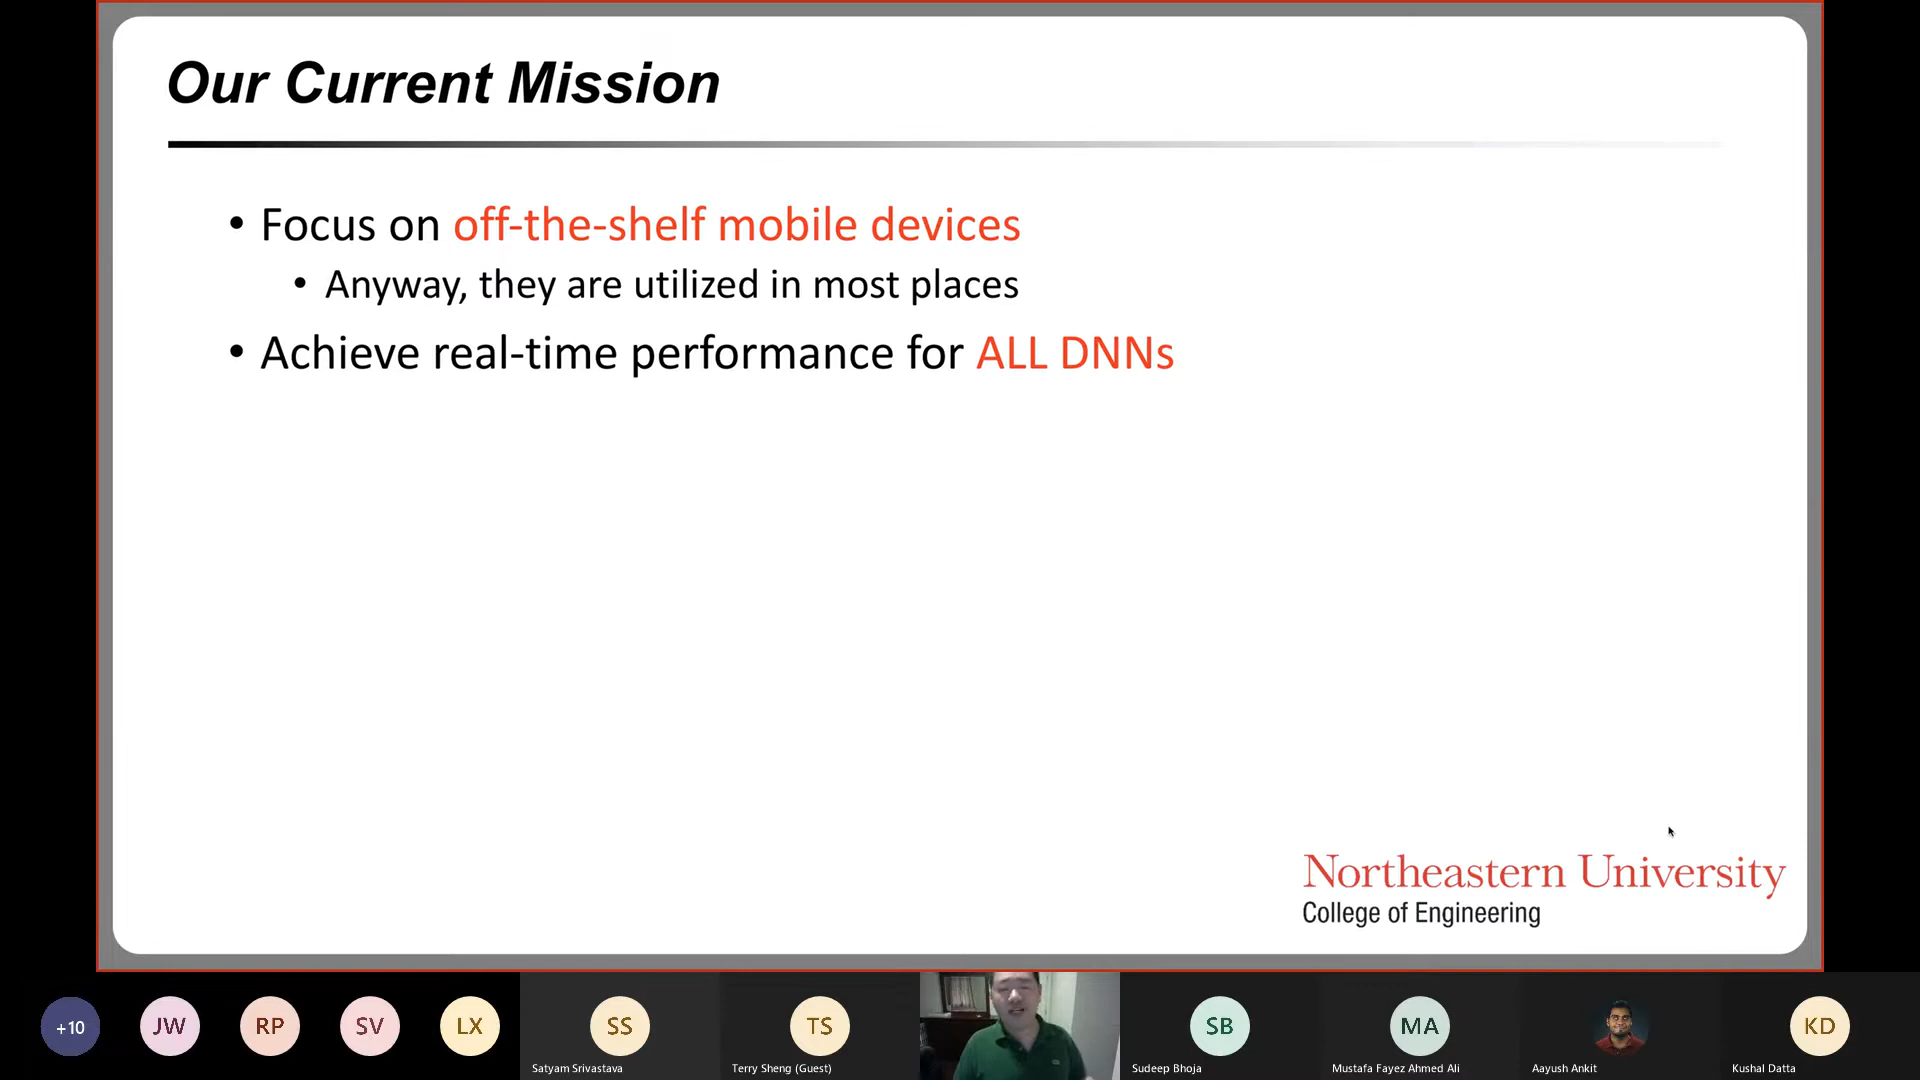 Our Current Mission
• Focus on off-the-shelf mobile devices
• Anyway, they are utilized in most places
• Achieve real-time performance for ALL DNNs
Northeastern University
College of Engineering
+10
JW
RP
SV
LX
SS
TS
SB
MA
KD
Satyam Srivastava
Terry Sheng (Guest)
Sudeep Bhoja
Mustafa Fayez Ahmed Ali
Aayush Ankit
Kushal Datta